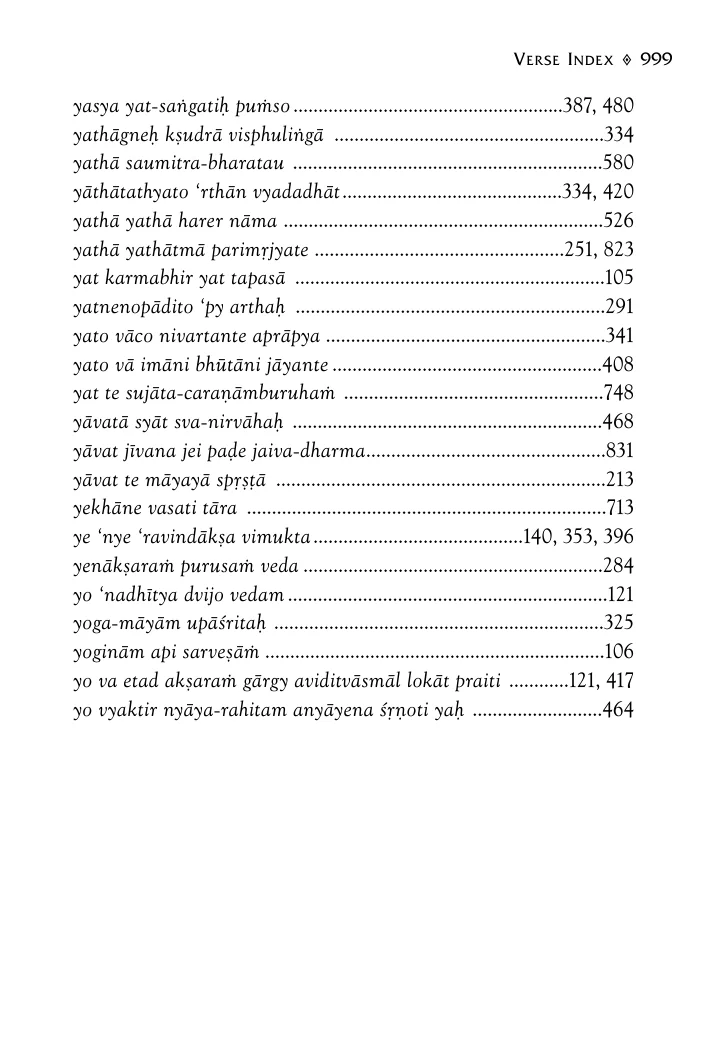 VERSE INDEX ◈ 999
yasya yat-saṅgatiḥ puṁso ......................................................387, 480
yathāgneḥ kṣudrā visphuliṅgā ......................................................334
yathā saumitra-bharatau ..............................................................580
yāthātathyato ‘rthān vyadadhāt............................................334, 420
yathā yathā harer nāma ................................................................526
yathā yathātmā parimṛjyate ..................................................251, 823
yat karmabhir yat tapasā ..............................................................105
yatnenopādito ‘py arthaḥ ..............................................................291
yato vāco nivartante aprāpya ........................................................341
yato vā imāni bhūtāni jāyante ......................................................408
yat te sujāta-caraṇāmburuhaṁ ....................................................748
yāvatā syāt sva-nirvāhaḥ ..............................................................468
yāvat jīvana jei paḍe jaiva-dharma................................................831
yāvat te māyayā spṛṣṭā ..................................................................213
yekhāne vasati tāra ........................................................................713
ye ‘nye ‘ravindākṣa vimukta..........................................140, 353, 396
yenākṣaraṁ purusaṁ veda ............................................................284
yo ‘nadhītya dvijo vedam ................................................................121
yoga-māyām upāśritaḥ ..................................................................325
yoginām api sarveṣāṁ ....................................................................106
yo va etad akṣaraṁ gārgy aviditvāsmāl lokāt praiti ............121, 417
yo vyaktir nyāya-rahitam anyāyena śṛṇoti yaḥ ..........................464